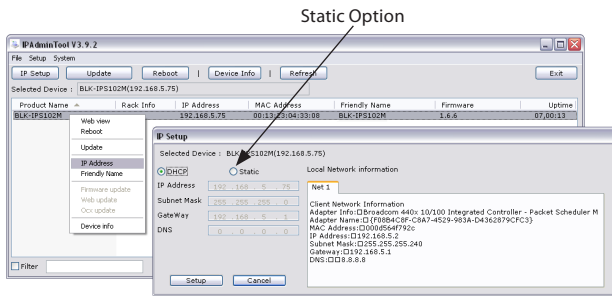 Static Option
IPAdminTool V3.9.2
File Setup System
IP Setup Update Reboot | Device Info | Refresh Exit
Selected Device : BLK-IPS102M(192.168.5.75)
Product Name Rack Info IP Address MAC Address Friendly Name Firmware Uptime
BLK-IPS102M 192.168.5.75 00:13:23:04:33:08 BLK-IPS102M 1.6.6 07,00:13
Web view
Reboot
Update
IP Address
Friendly Name
Firmware update
Web update
Ocx update
Device info
Filter
IP Setup
Selected Device : BLK-IPS102M(192.168.5.75)
DHCP Static
IP Address 192 .168 . 5 . 75
Subnet Mask 255 .255 .255 . 0
GateWay 192 .168 . 5 . 1
DNS 0 . 0 . 0 . 0
Setup Cancel
Local Network information
Net 1
Client Network Information
Adapter Info:□Broadcom 440x 10/100 Integrated Controller - Packet Scheduler M
Adapter Name:□{F08B4C8F-C8A7-4529-983A-D4362879CFC3}
MAC Address:□000d564f792c
IP Address:□192.168.5.2
Subnet Mask:□255.255.255.240
Gateway:□192.168.5.1
DNS:□□8.8.8.8